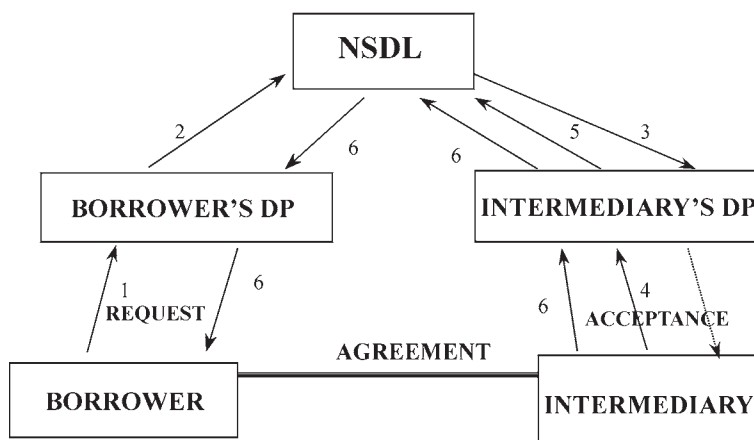 NSDL
2
6
6
5
3
BORROWER’S DP
INTERMEDIARY’S DP
1
REQUEST
6
6
4
ACCEPTANCE
AGREEMENT
BORROWER
INTERMEDIARY